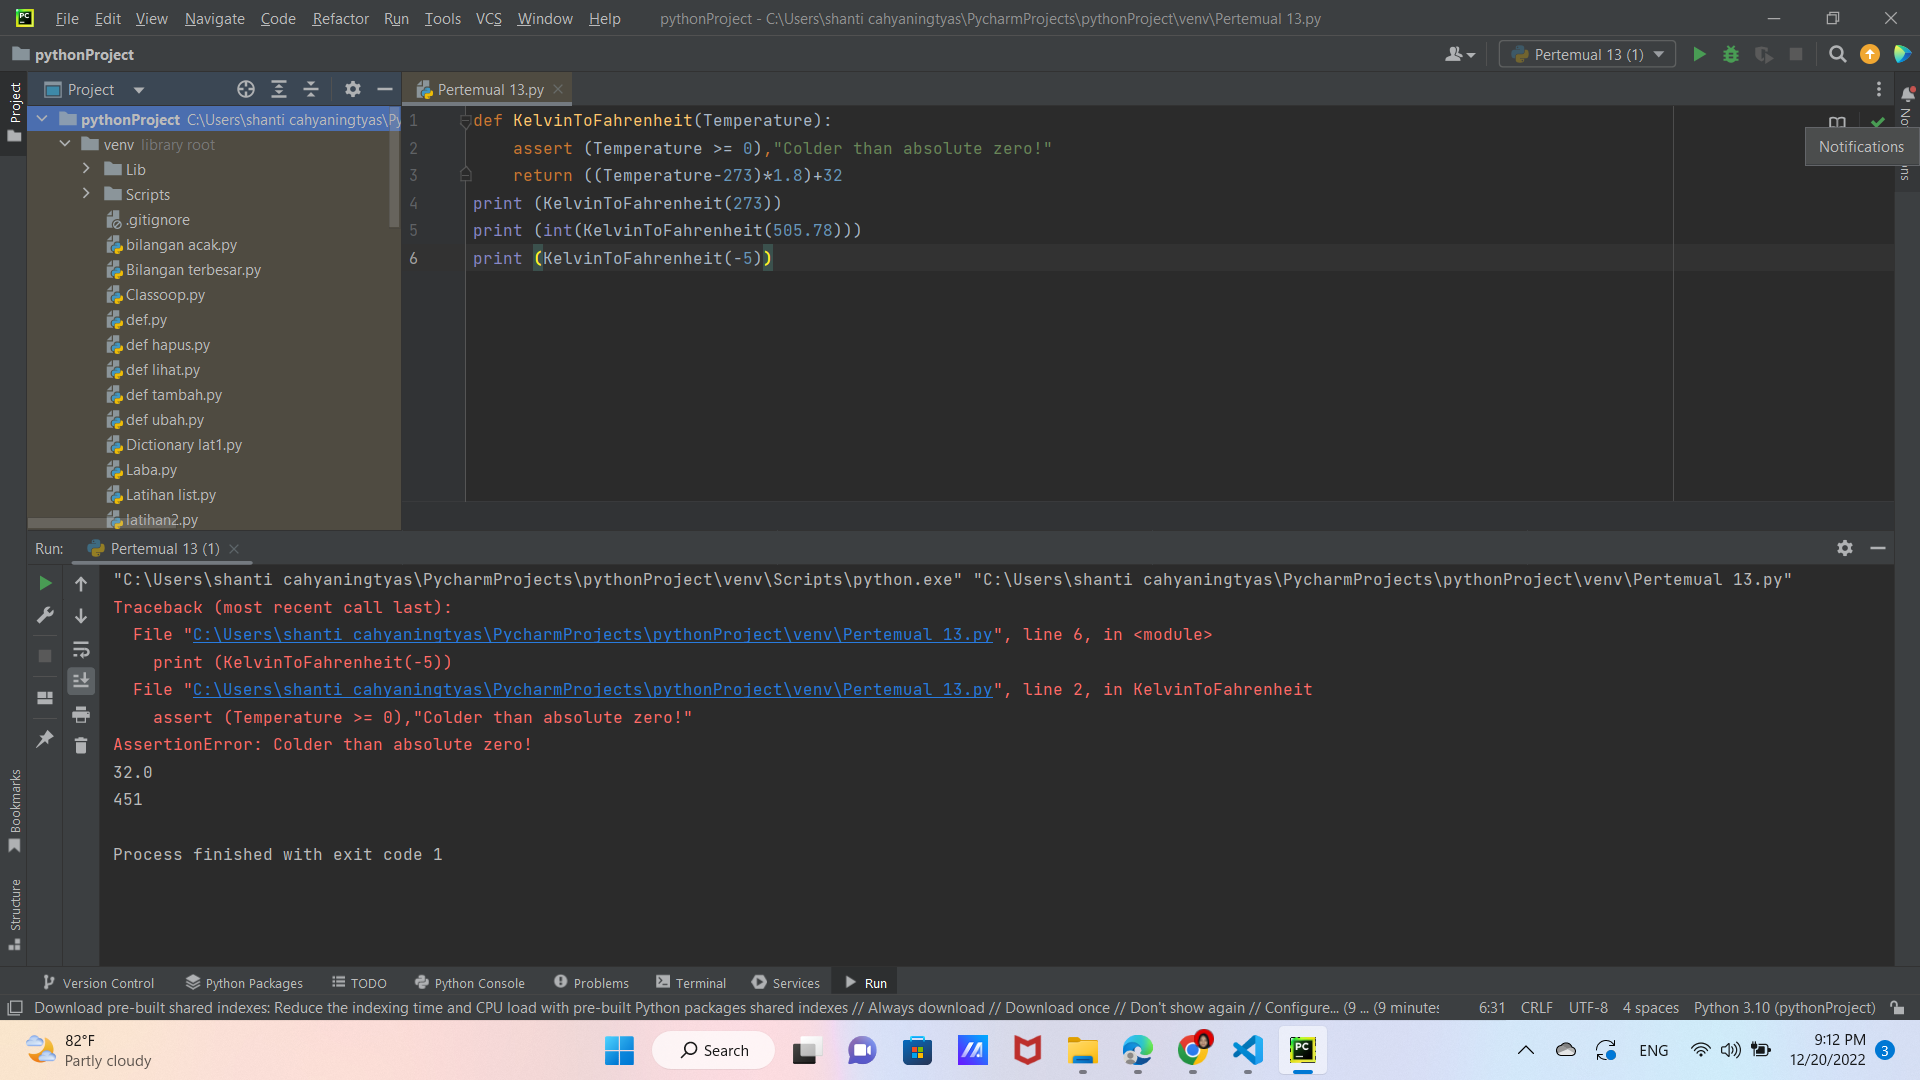 File Edit View Navigate Code Refactor Run Tools VCS Window Help pythonProject - C:\Users\shanti cahyaningtyas\PycharmProjects\pythonProject\venv\Pertemual 13.py
pythonProject
Pertemual 13 (1)
Project
Project
Pertemual 13.py
Notifications
pythonProject C:\Users\shanti cahyaningtyas\Py
venv library root
Lib
Scripts
.gitignore
bilangan acak.py
Bilangan terbesar.py
Classoop.py
def.py
def hapus.py
def lihat.py
def tambah.py
def ubah.py
Dictionary lat1.py
Laba.py
Latihan list.py
latihan2.py
1 def KelvinToFahrenheit(Temperature):
2 assert (Temperature >= 0),"Colder than absolute zero!"
3 return ((Temperature-273)*1.8)+32
4 print (KelvinToFahrenheit(273))
5 print (int(KelvinToFahrenheit(505.78)))
6 print (KelvinToFahrenheit(-5))
Run: Pertemual 13 (1)
"C:\Users\shanti cahyaningtyas\PycharmProjects\pythonProject\venv\Scripts\python.exe" "C:\Users\shanti cahyaningtyas\PycharmProjects\pythonProject\venv\Pertemual 13.py"
Traceback (most recent call last):
File "C:\Users\shanti cahyaningtyas\PycharmProjects\pythonProject\venv\Pertemual 13.py", line 6, in <module>
print (KelvinToFahrenheit(-5))
File "C:\Users\shanti cahyaningtyas\PycharmProjects\pythonProject\venv\Pertemual 13.py", line 2, in KelvinToFahrenheit
assert (Temperature >= 0),"Colder than absolute zero!"
AssertionError: Colder than absolute zero!
32.0
451
Process finished with exit code 1
Bookmarks
Structure
Version Control Python Packages TODO Python Console Problems Terminal Services Run
Download pre-built shared indexes: Reduce the indexing time and CPU load with pre-built Python packages shared indexes // Always download // Download once // Don't show again // Configure... (9 ... (9 minutes 6:31 CRLF UTF-8 4 spaces Python 3.10 (pythonProject)
82°F
Partly cloudy
Search
ENG
9:12 PM
12/20/2022
3